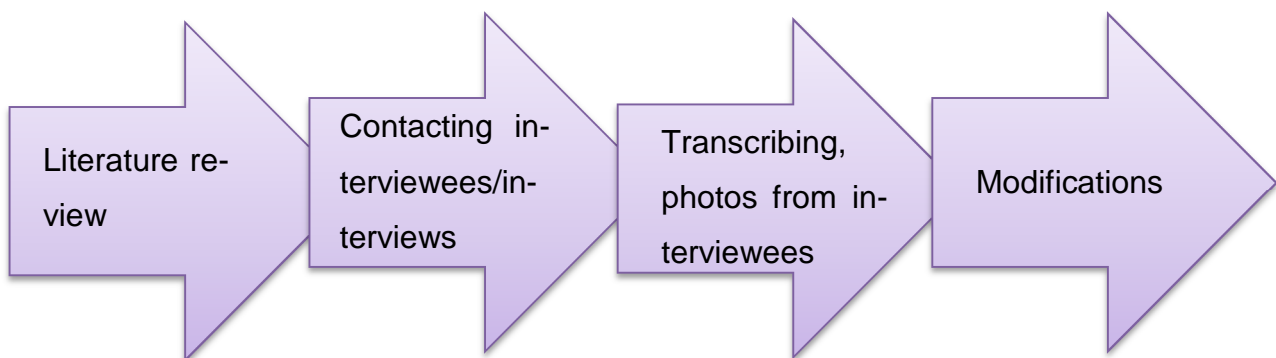 Literature re-
view
Contacting in-
terviewees/in-
terviews
Transcribing,
photos from in-
terviewees
Modifications